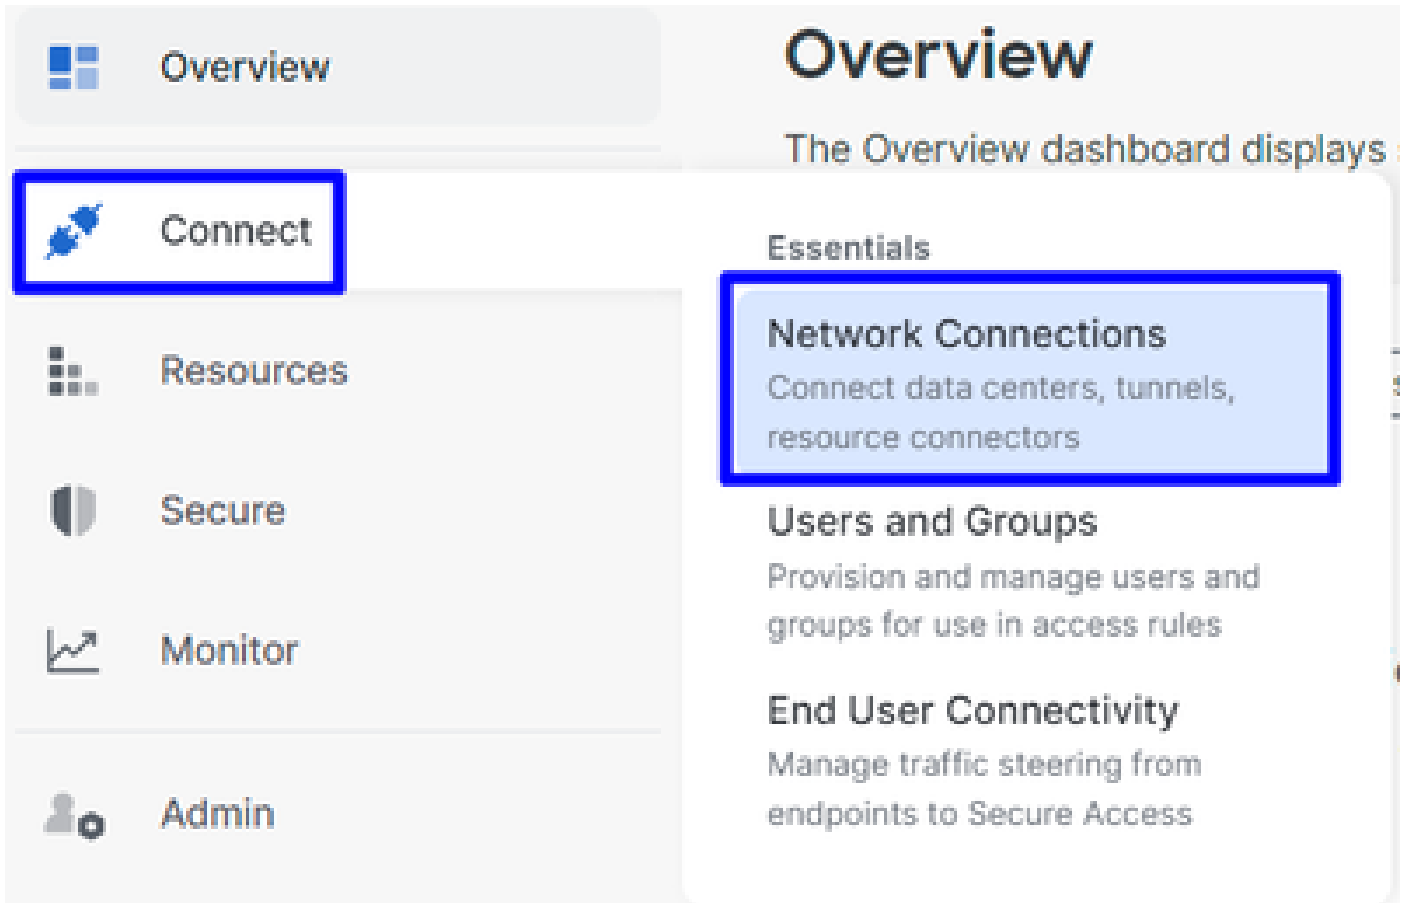 Overview
Connect
Resources
Secure
Monitor
Admin
Overview
The Overview dashboard displays
Essentials
Network Connections
Connect data centers, tunnels,
resource connectors
Users and Groups
Provision and manage users and
groups for use in access rules
End User Connectivity
Manage traffic steering from
endpoints to Secure Access